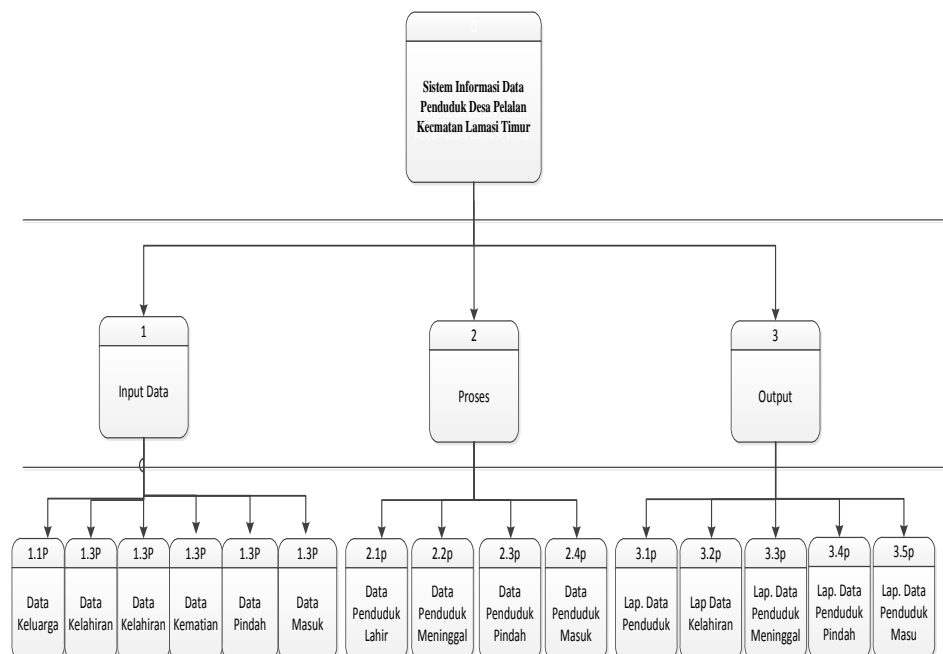 Sistem Informasi Data
Penduduk Desa Pelalan
Kecmatan Lamasi Timur
1
Input Data
2
Proses
3
Output
1.1P
Data
Keluarga
1.3P
Data
Kelahiran
1.3P
Data
Kelahiran
1.3P
Data
Kematian
1.3P
Data
Pindah
1.3P
Data
Masuk
2.1p
Data
Penduduk
Lahir
2.2p
Data
Penduduk
Meninggal
2.3p
Data
Penduduk
Pindah
2.4p
Data
Penduduk
Masuk
3.1p
Lap. Data
Penduduk
3.2p
Lap Data
Kelahiran
3.3p
Lap. Data
Penduduk
Meninggal
3.4p
Lap. Data
Penduduk
Pindah
3.5p
Lap. Data
Penduduk
Masu